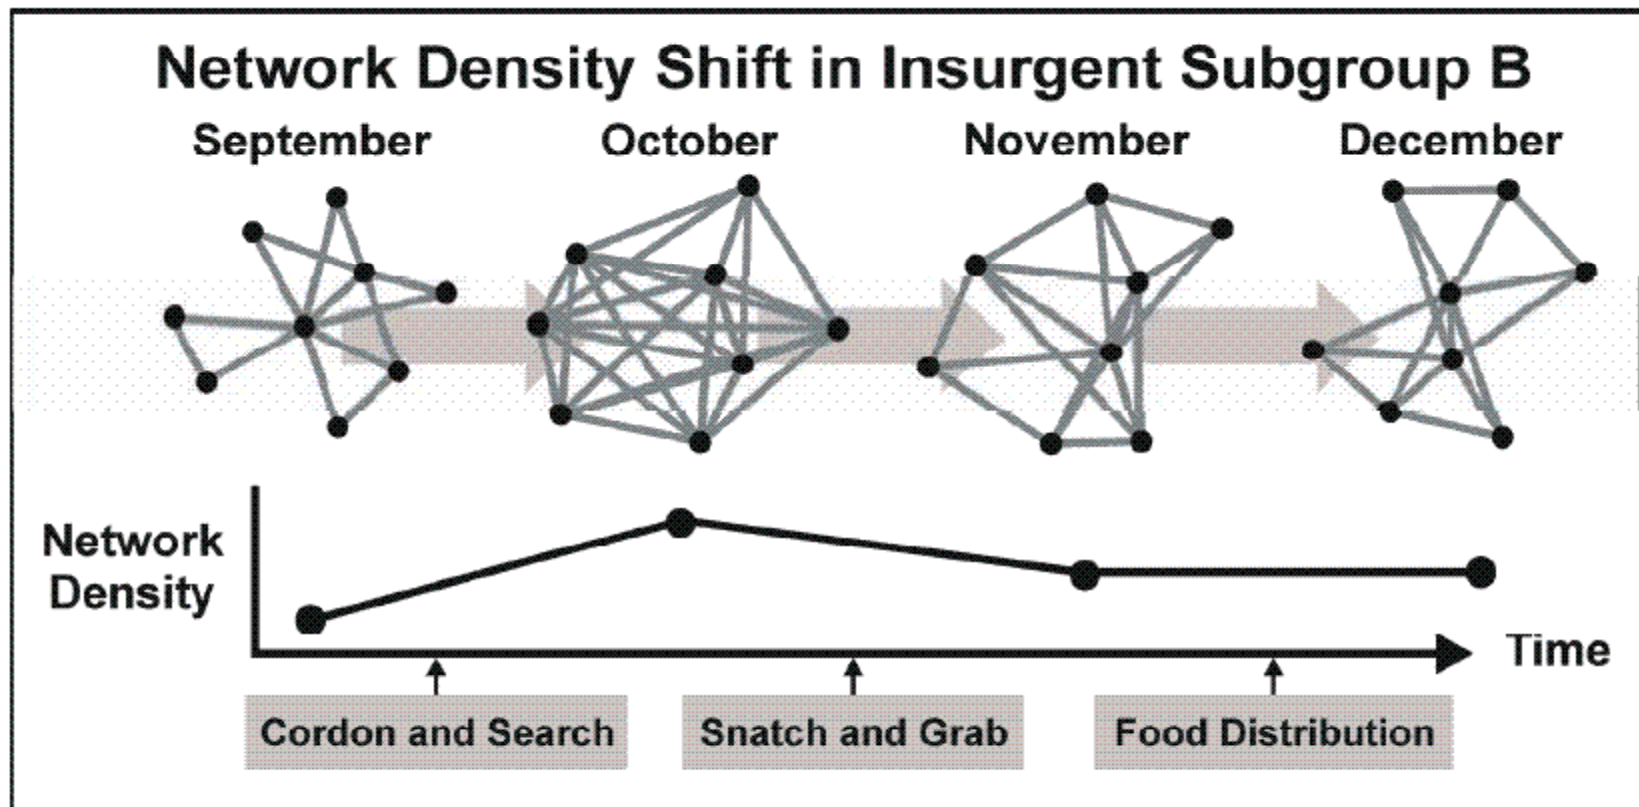 Network Density Shift in Insurgent Subgroup B
September October November December
Network
Density
Time
Cordon and Search Snatch and Grab Food Distribution